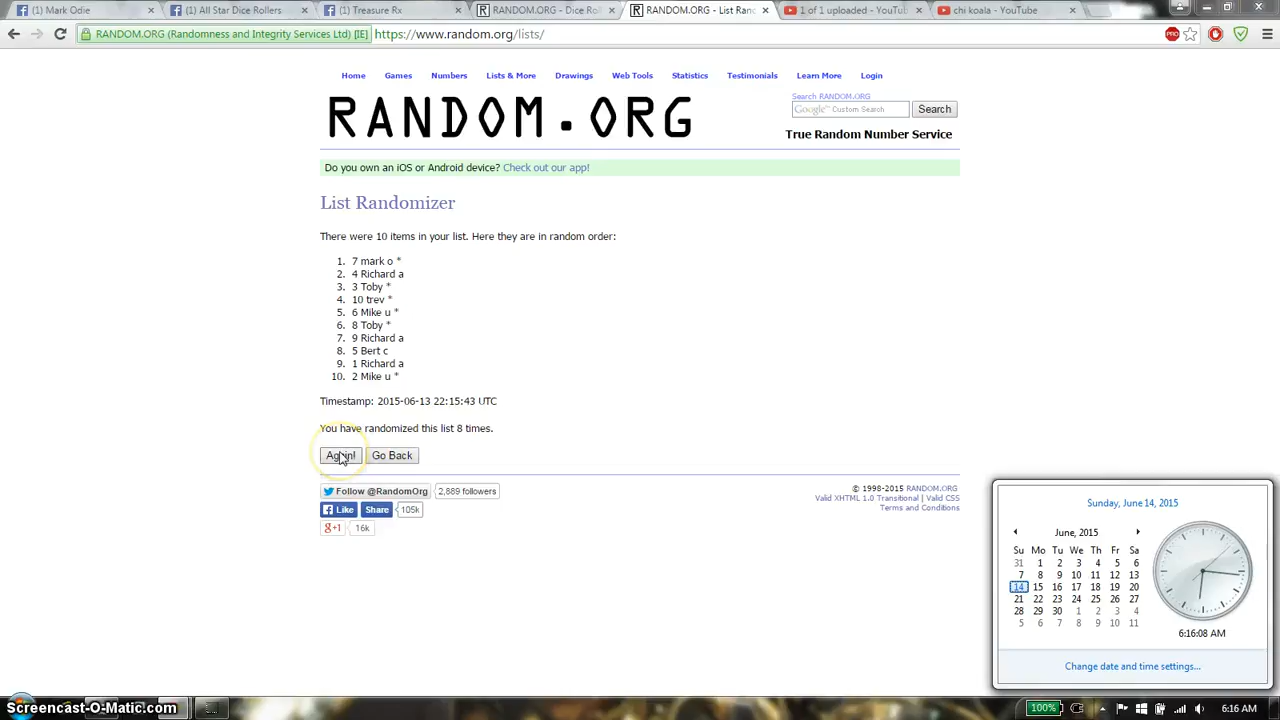 (1) Mark Odie
(1) All Star Dice Rollers
(1) Treasure Rx
RANDOM.ORG - Dice Rol
RANDOM.ORG - List Ran
1 of 1 uploaded - YouTub
chi koala - YouTube
RANDOM.ORG (Randomness and Integrity Services Ltd) [IE]
https://www.random.org/lists/
PRO
Home Games Numbers Lists & More Drawings Web Tools Statistics Testimonials Learn More Login
RANDOM.ORG
Search RANDOM.ORG
Google™ Custom Search
Search
True Random Number Service
Do you own an iOS or Android device? Check out our app!
List Randomizer
There were 10 items in your list. Here they are in random order:
1. 7 mark o *
2. 4 Richard a
3. 3 Toby *
4. 10 trev *
5. 6 Mike u *
6. 8 Toby *
7. 9 Richard a
8. 5 Bert c
9. 1 Richard a
10. 2 Mike u *
Timestamp: 2015-06-13 22:15:43 UTC
You have randomized this list 8 times.
Again! Go Back
Follow @RandomOrg 2,889 followers
Like Share 105k
g+1 16k
© 1998-2015 RANDOM.ORG
Valid XHTML 1.0 Transitional | Valid CSS
Terms and Conditions
Sunday, June 14, 2015
June, 2015
Su Mo Tu We Th Fr Sa
31 1 2 3 4 5 6
7 8 9 10 11 12 13
14 15 16 17 18 19 20
21 22 23 24 25 26 27
28 29 30 1 2 3 4
5 6 7 8 9 10 11
6:16:08 AM
Change date and time settings...
Screencast-O-Matic.com
100%
6:16 AM